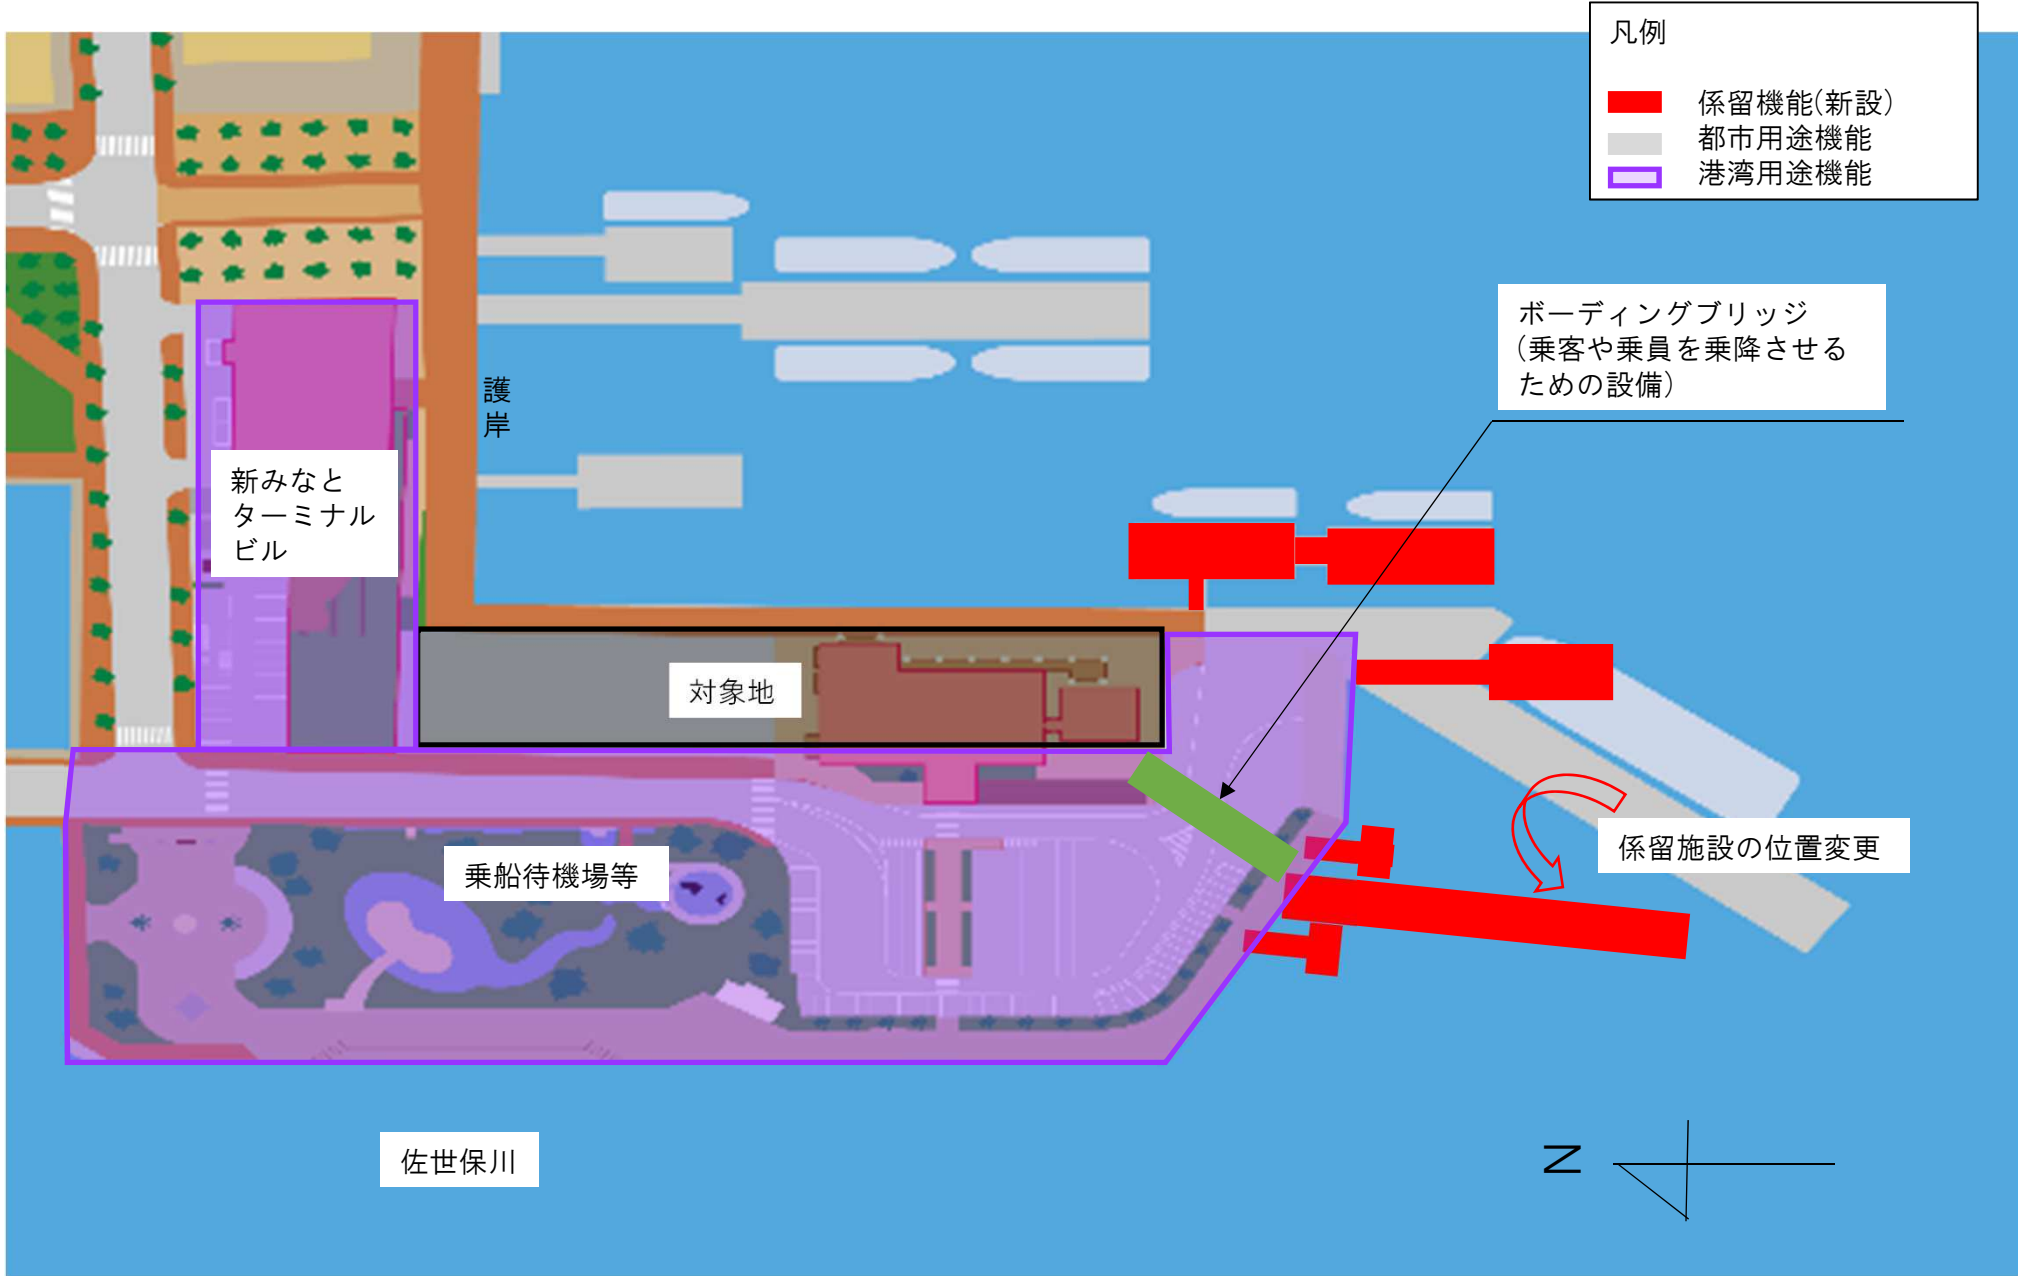 凡例
係留機能(新設)
都市用途機能
港湾用途機能
ボーディングブリッジ
(乗客や乗員を乗降させる
ための設備)
護
岸
新みなと
ターミナル
ビル
対象地
係留施設の位置変更
乗船待機場等
佐世保川
N